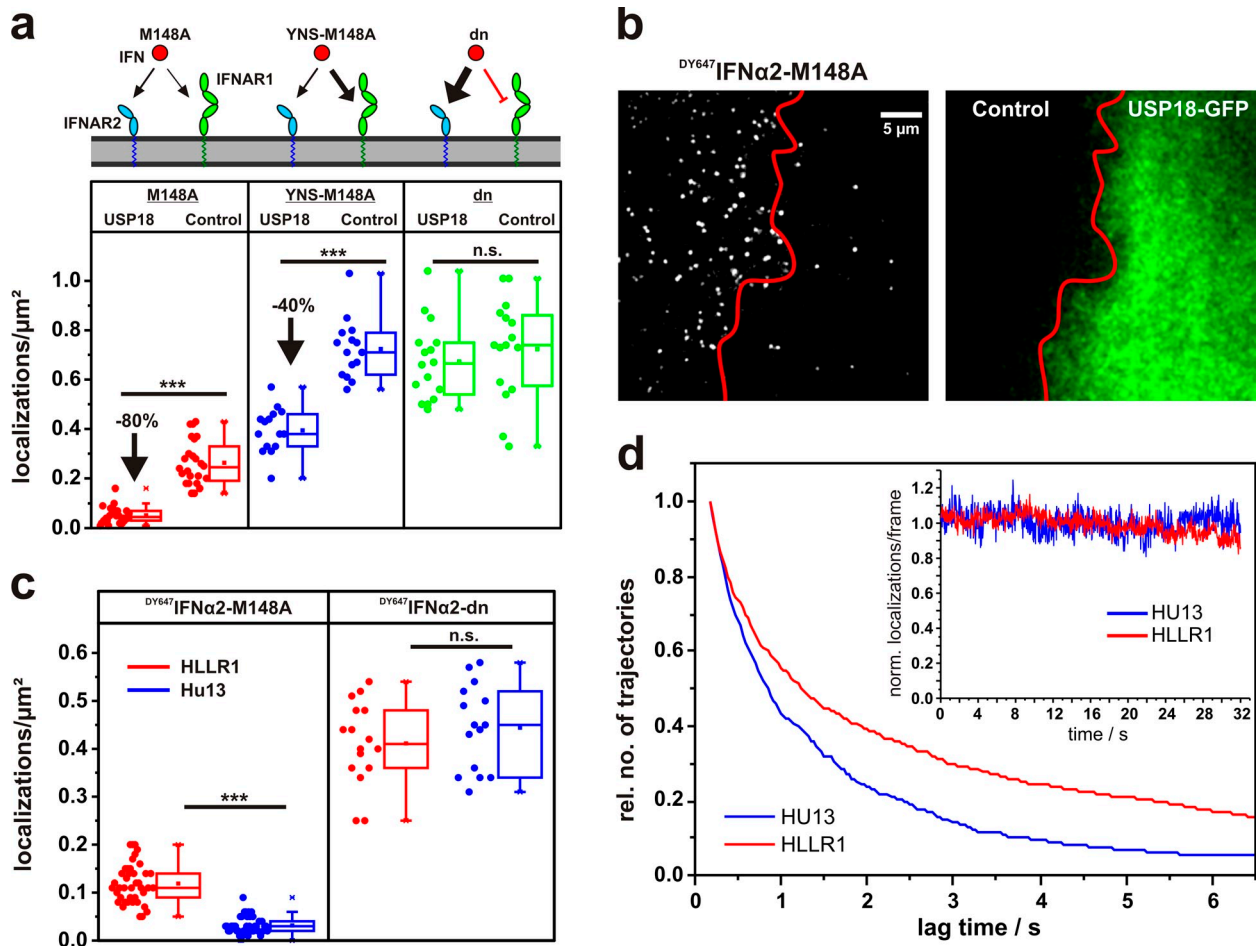 a
M148A
YNS-M148A
dn
IFN
IFNAR1
IFNAR2
M148A
YNS-M148A
dn
USP18 Control
USP18 Control
USP18 Control
***
***
n.s.
-80%
-40%
localizations/µm²
1.0
0.8
0.6
0.4
0.2
0.0
b
DY647IFNα2-M148A
5 µm
Control
USP18-GFP
c
DY647IFNα2-M148A
DY647IFNα2-dn
HLLR1
Hu13
***
n.s.
localizations/µm²
0.6
0.5
0.4
0.3
0.2
0.1
0.0
d
rel. no. of trajectories
1.0
0.8
0.6
0.4
0.2
0.0
0 1 2 3 4 5 6
lag time / s
HU13
HLLR1
norm. localizations/frame
1.2
1.0
0.8
0.6
0.4
0.2
0.0
0 4 8 12 16 20 24 28 32
time / s
HU13
HLLR1